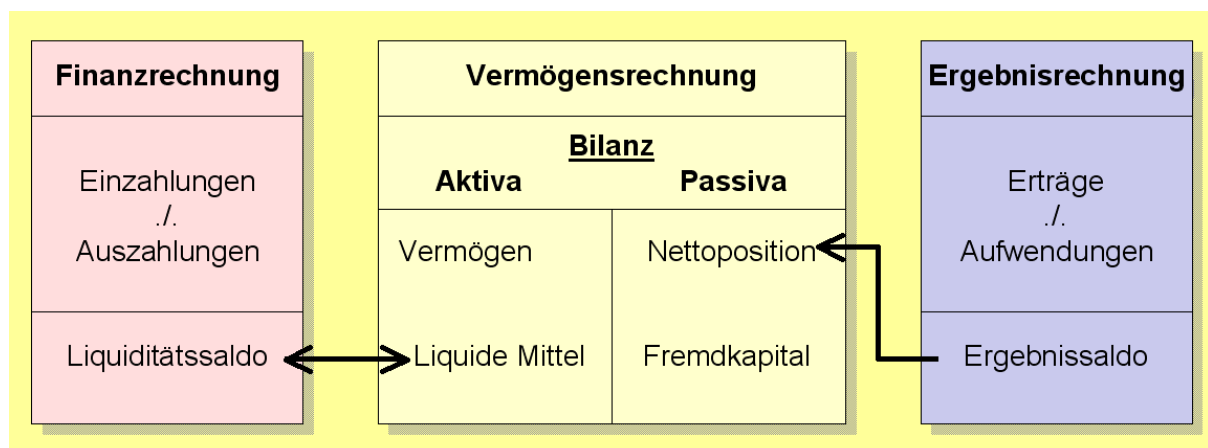 Finanzrechnung
Einzahlungen
./.
Auszahlungen
Liquiditätssaldo
Vermögensrechnung
Bilanz
Aktiva Passiva
Vermögen Nettoposition
Liquide Mittel Fremdkapital
Ergebnisrechnung
Erträge
./.
Aufwendungen
Ergebnissaldo